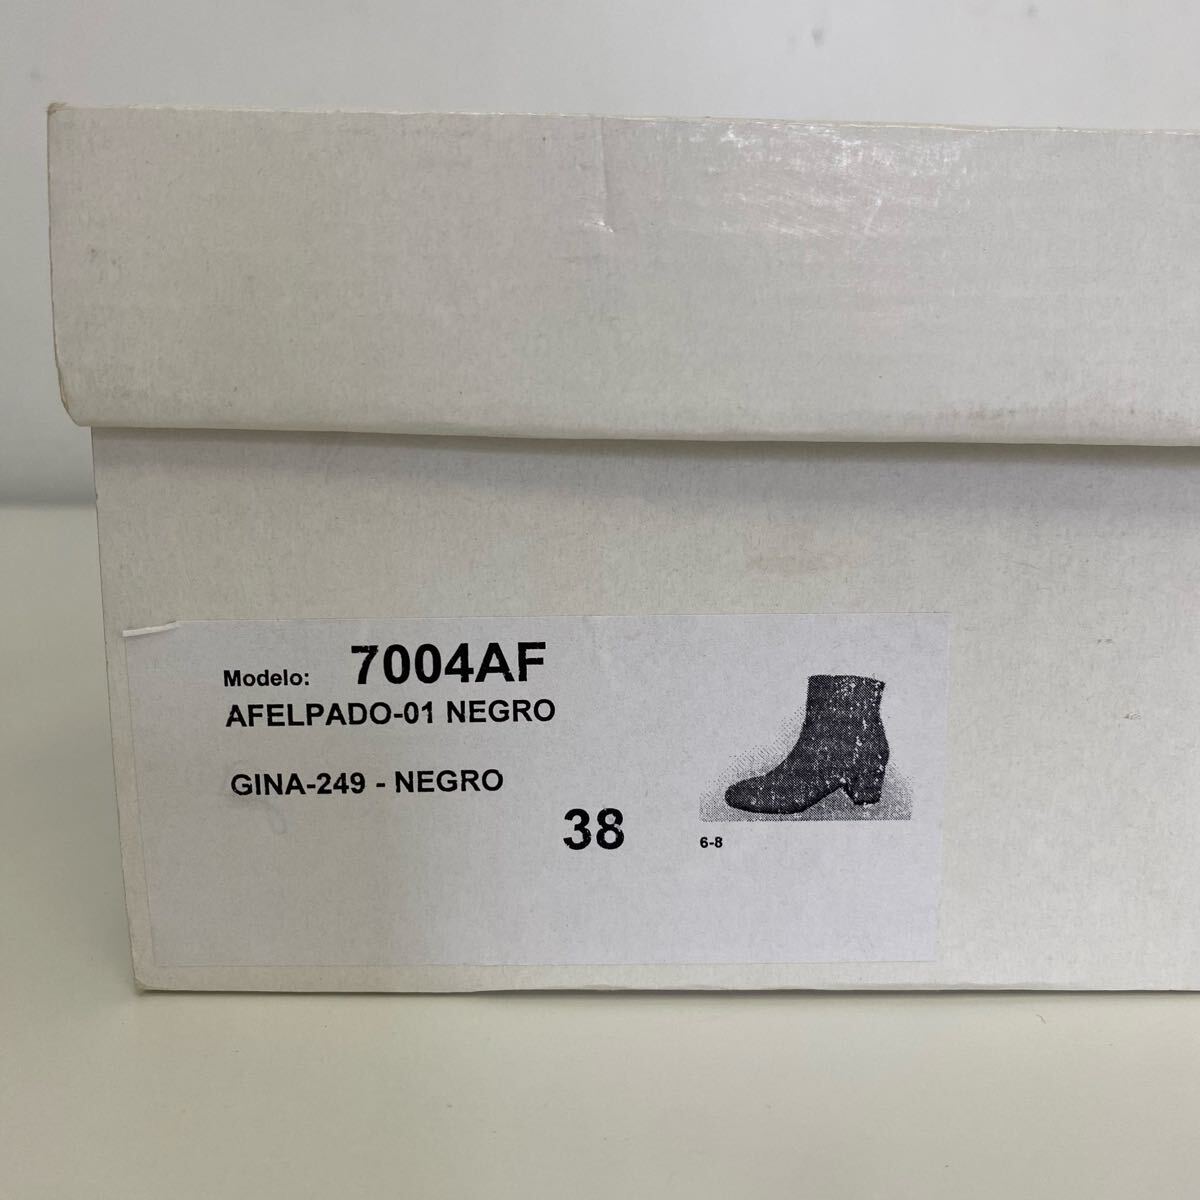 Modelo: 7004AF
AFELPADO-01 NEGRO
GINA-249 - NEGRO
38
6-8